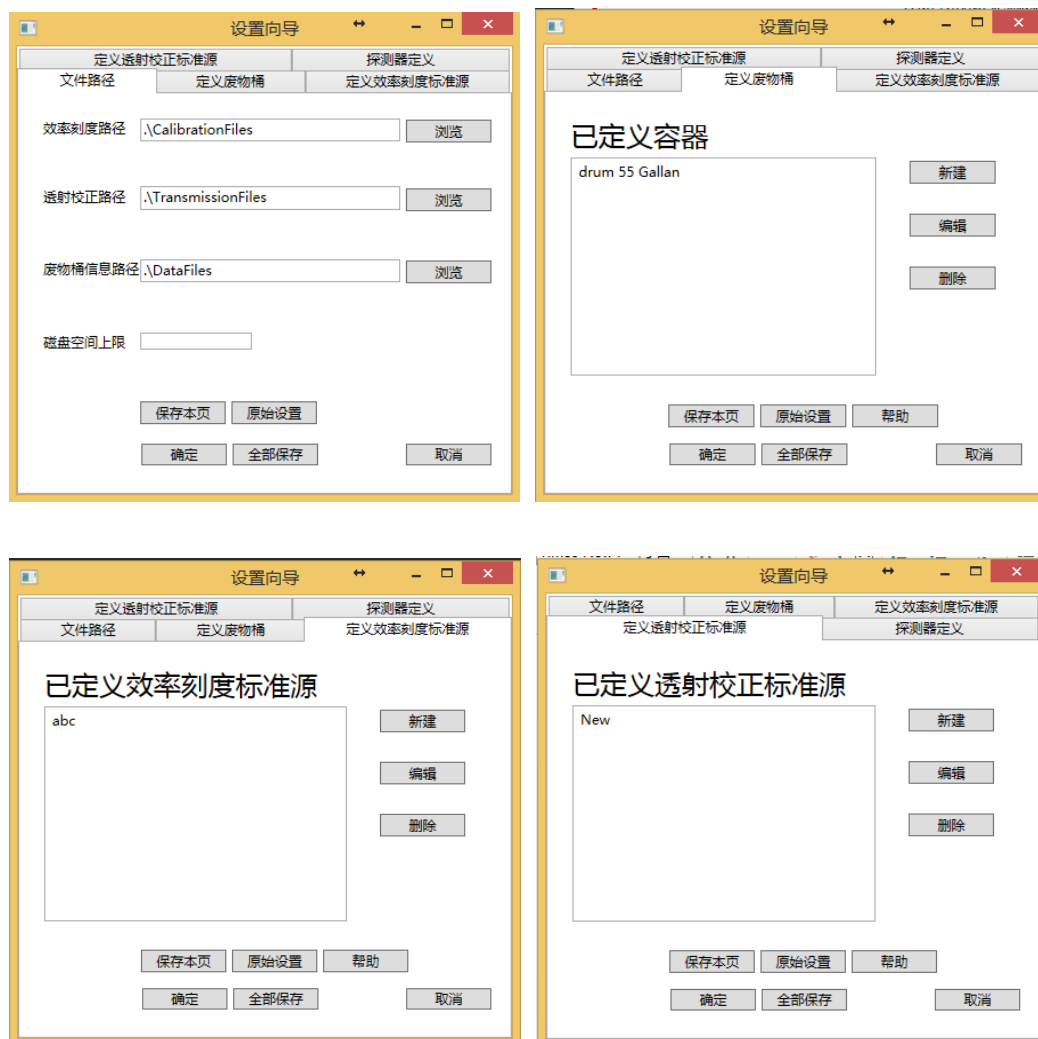 设置向导
定义透射校正标准源 探测器定义
文件路径 定义废物桶 定义效率刻度标准源
效率刻度路径 .\CalibrationFiles 浏览
透射校正路径 .\TransmissionFiles 浏览
废物桶信息路径 .\DataFiles 浏览
磁盘空间上限
保存本页 原始设置
确定 全部保存 取消
设置向导
定义透射校正标准源 探测器定义
文件路径 定义废物桶 定义效率刻度标准源
已定义容器
drum 55 Gallan 新建
编辑
删除
保存本页 原始设置 帮助
确定 全部保存 取消
设置向导
定义透射校正标准源 探测器定义
文件路径 定义废物桶 定义效率刻度标准源
已定义效率刻度标准源
abc 新建
编辑
删除
保存本页 原始设置 帮助
确定 全部保存 取消
设置向导
文件路径 定义废物桶 定义效率刻度标准源
定义透射校正标准源 探测器定义
已定义透射校正标准源
New 新建
编辑
删除
保存本页 原始设置 帮助
确定 全部保存 取消